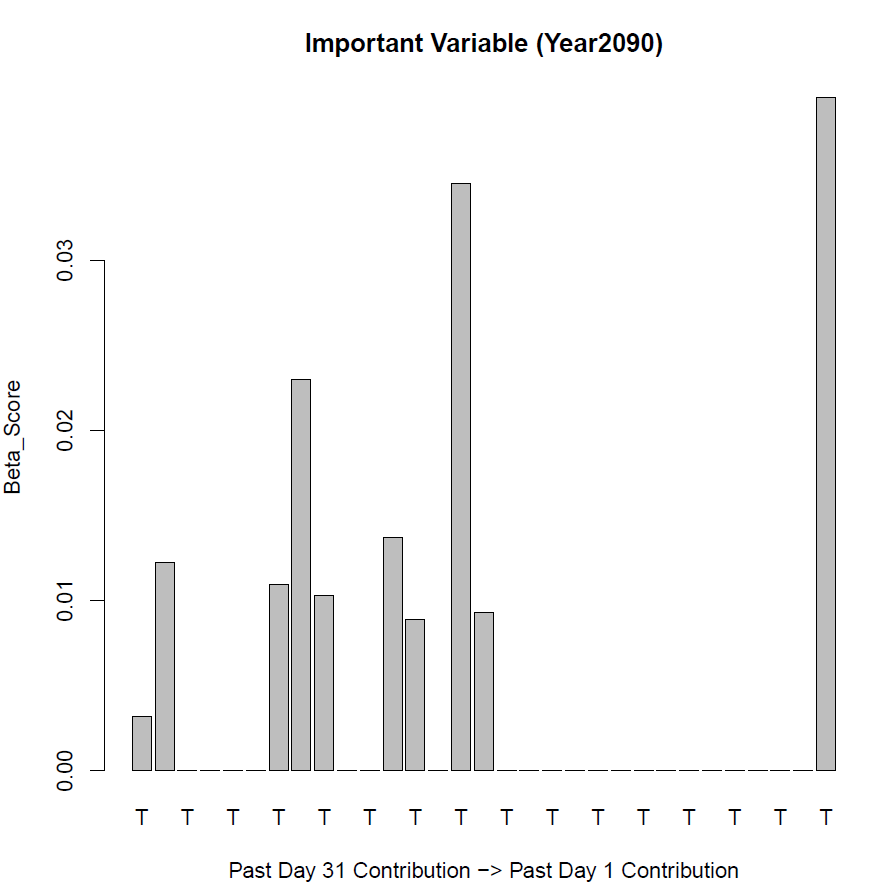 Important Variable (Year2090)
Beta_Score
0.03
0.02
0.01
0.00
T T T T T T T T T T T T T T T T
Past Day 31 Contribution −> Past Day 1 Contribution